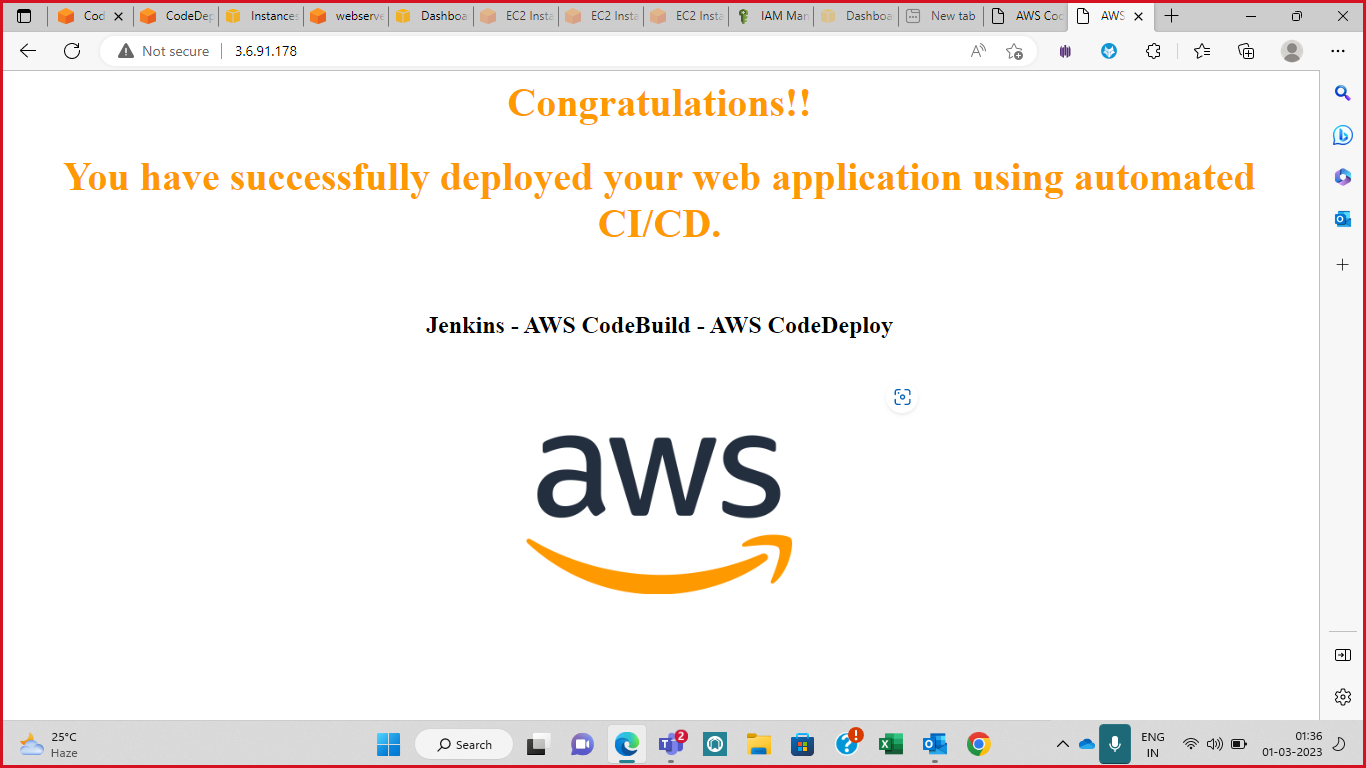 Cod
CodeDep
Instances
webserve
Dashboa
EC2 Insta
EC2 Insta
EC2 Insta
IAM Man
Dashboa
New tab
AWS Coc
AWS
Not secure
3.6.91.178
Congratulations!!
You have successfully deployed your web application using automated
CI/CD.
Jenkins - AWS CodeBuild - AWS CodeDeploy
aws
25°C
Haze
Search
2
ENG
IN
01:36
01-03-2023